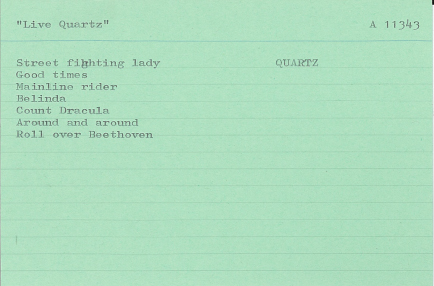 "Live Quartz" A 11343
Street fighting lady QUARTZ
Good times
Mainline rider
Belinda
Count Dracula
Around and around
Roll over Beethoven